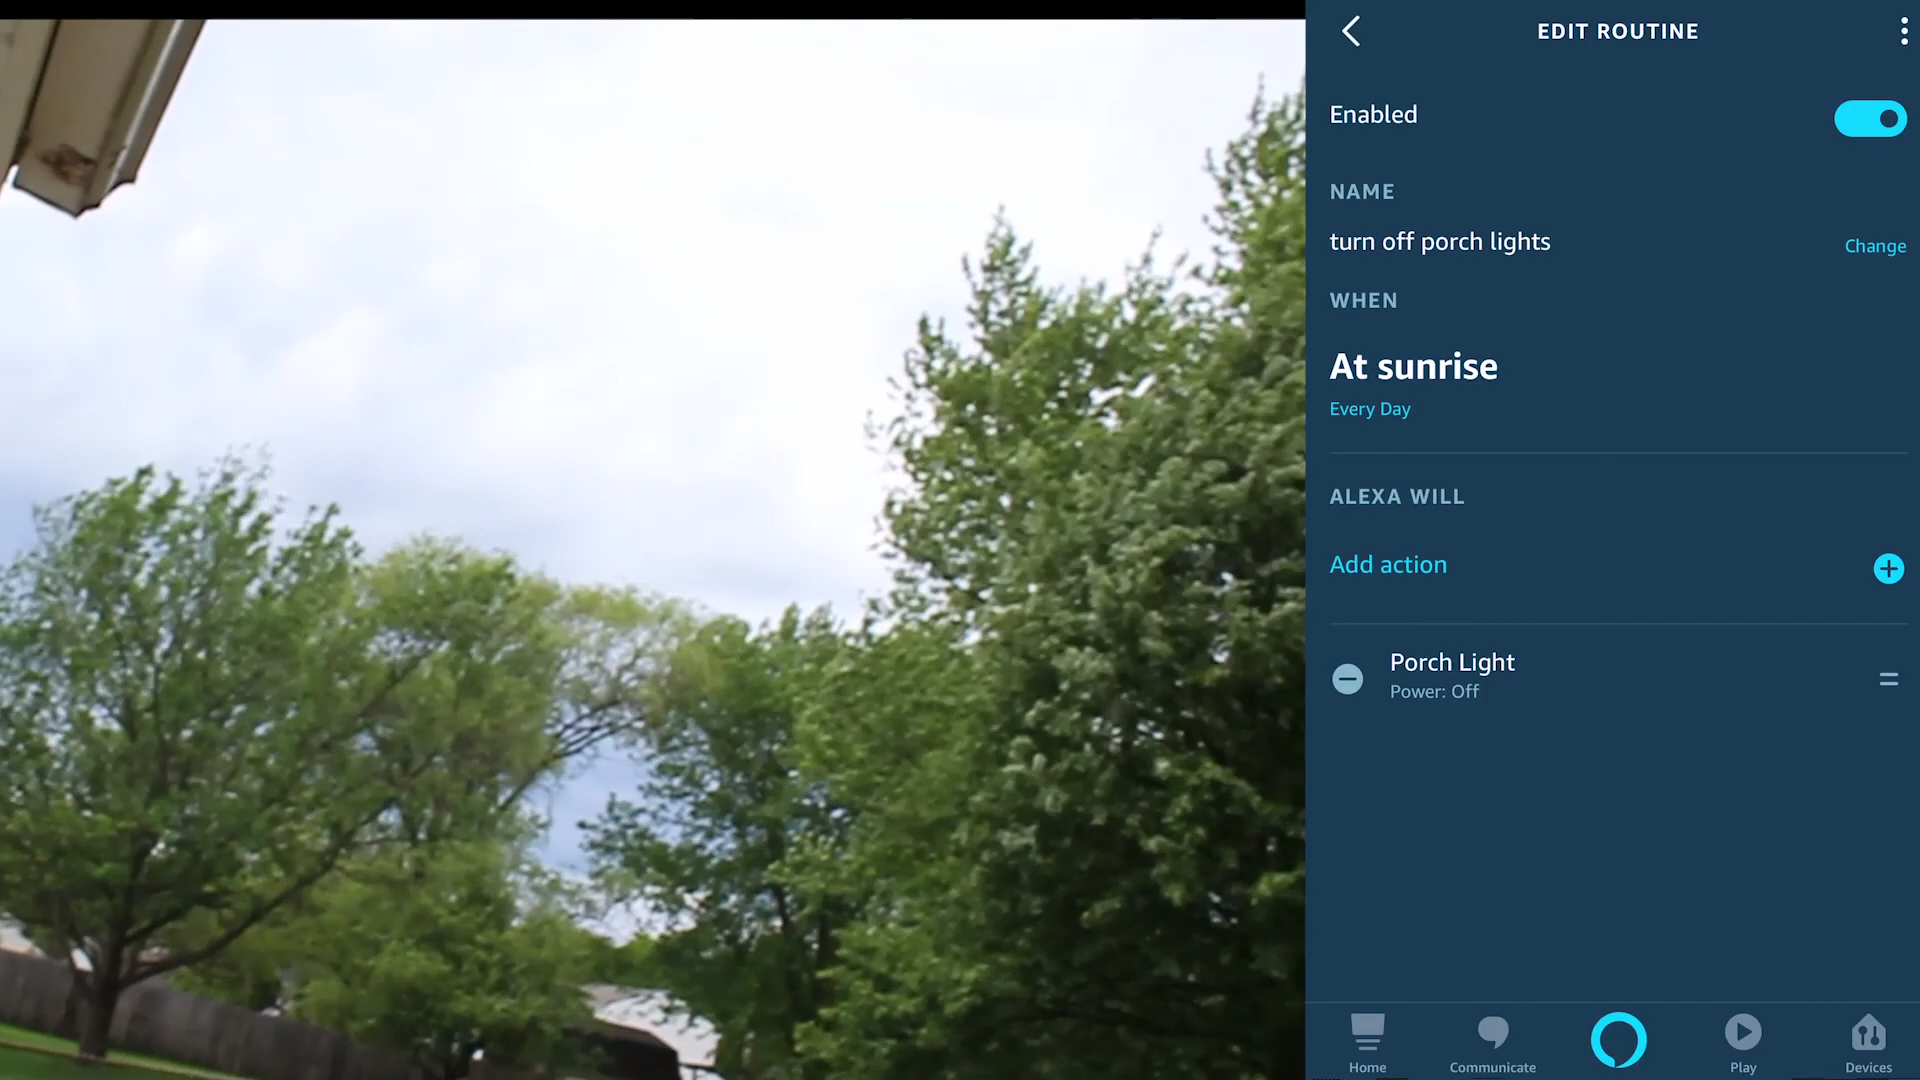 EDIT ROUTINE
Enabled
NAME
turn off porch lights
Change
WHEN
At sunrise
Every Day
ALEXA WILL
Add action
Porch Light
Power: Off
Home
Communicate
Play
Devices